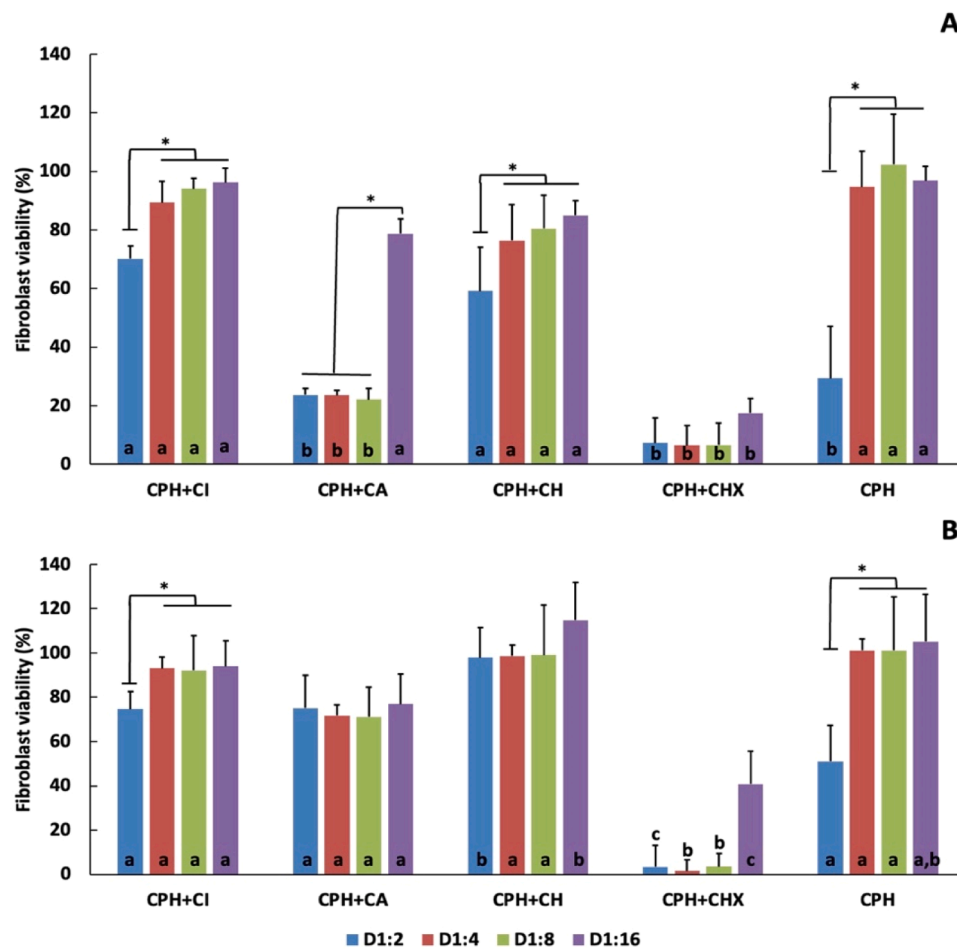 A
140
120
100
80
60
40
20
0
Fibroblast viability (%)
* * * *
a a a a b b b a a a a a b b b b b a a a
CPH+CI CPH+CA CPH+CH CPH+CHX CPH
B
140
120
100
80
60
40
20
0
Fibroblast viability (%)
* *
c b b
a a a a a a a a b a a b c a a a a,b
CPH+CI CPH+CA CPH+CH CPH+CHX CPH
D1:2 D1:4 D1:8 D1:16